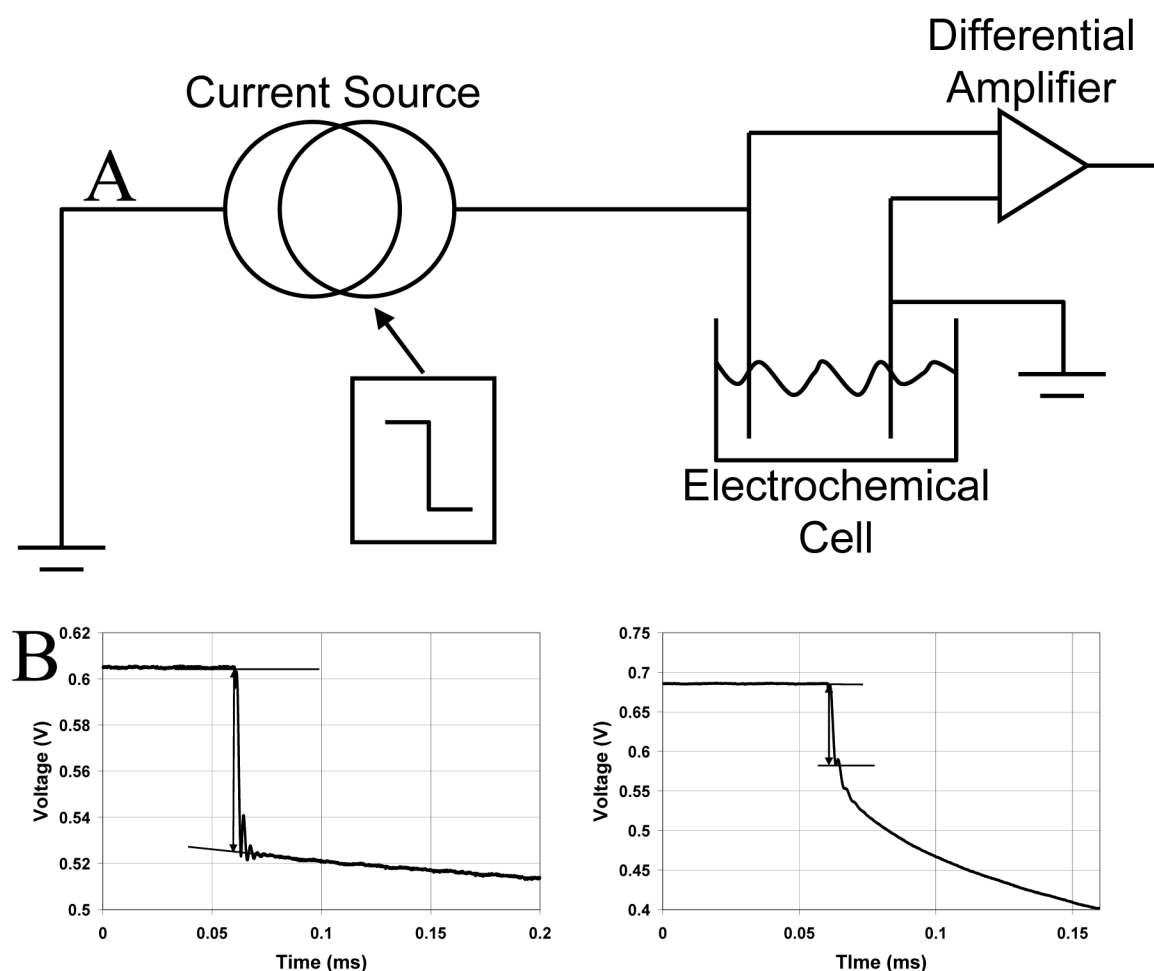 Differential
Amplifier
Current Source
A
Electrochemical
Cell
B
0.62
0.6
0.58
0.56
0.54
0.52
0.5
Voltage (V)
0
0.05
0.1
0.15
0.2
Time (ms)
0.75
0.7
0.65
0.6
0.55
0.5
0.45
0.4
Voltage (V)
0
0.05
0.1
0.15
TIme (ms)